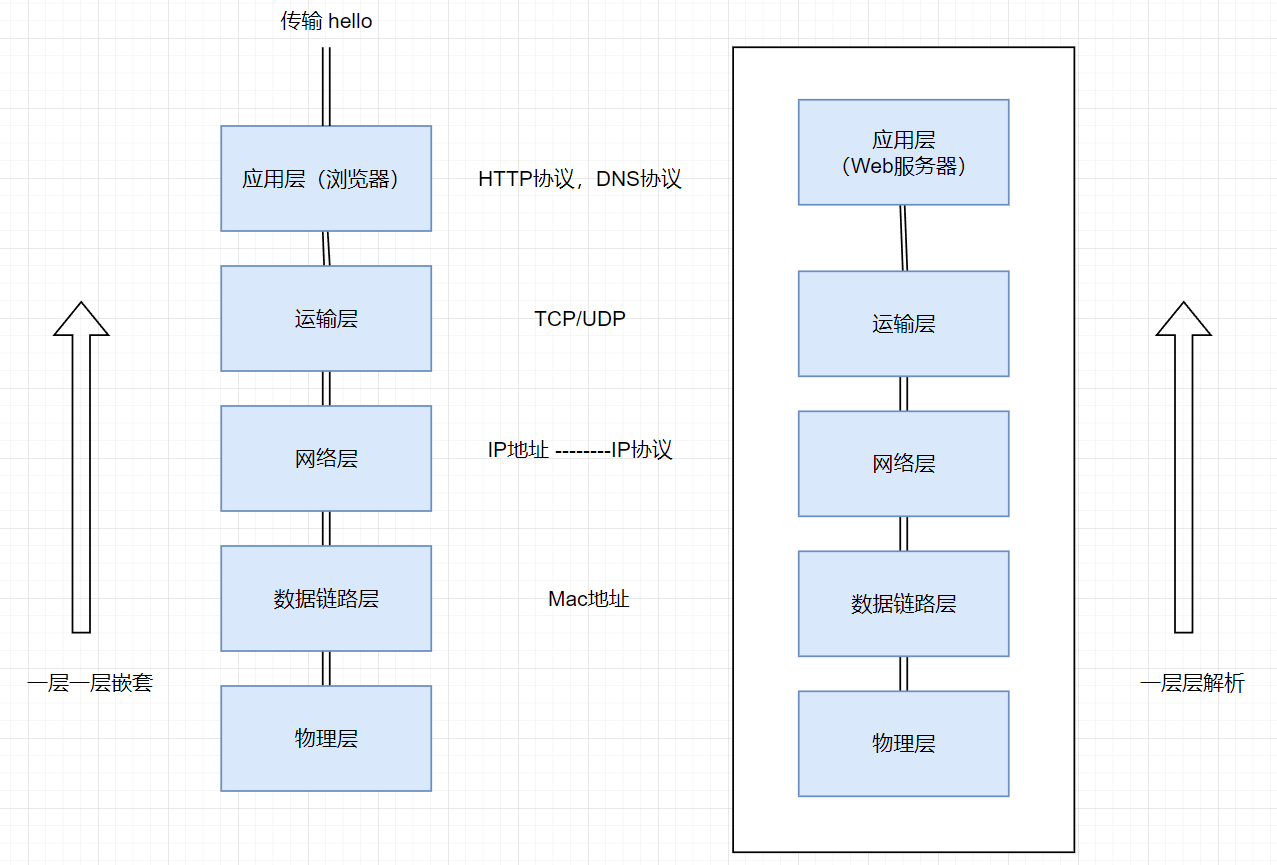 传输 hello
应用层（浏览器）
HTTP协议，DNS协议
运输层
TCP/UDP
网络层
IP地址 --------IP协议
数据链路层
Mac地址
物理层
一层一层嵌套
应用层
（Web服务器）
运输层
网络层
数据链路层
物理层
一层层解析